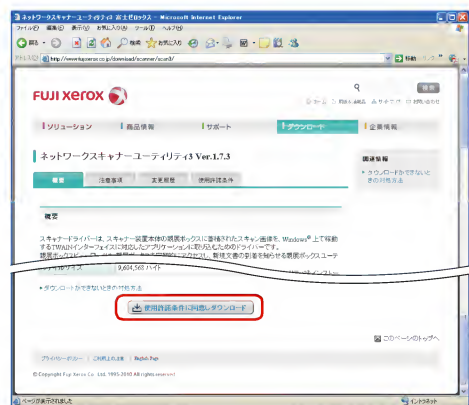 ネットワークスキャナーユーティリティ3 富士ゼロックス - Microsoft Internet Explorer
ファイル(F) 編集(E) 表示(V) お気に入り(A) ツール(T) ヘルプ(H)
戻る 検索 お気に入り
移動
FUJI XEROX
検索
ソリューション 商品情報 サポート ダウンロード 企業情報
ネットワークスキャナーユーティリティ3 Ver.1.7.3
概要 注意事項 変更履歴 使用許諾条件
関連情報
・ダウンロードができないときの対処方法
概要
スキャナードライバーは、スキャナー装置本体の親展ボックスに蓄積されたスキャン画像を、Windows® 上で稼動
するTWAINインターフェイスに対応したアプリケーションに取り込むためのドライバーです。
9,604,563 バイト
・ダウンロードができないときの対処方法
使用許諾条件に同意しダウンロード
このページのトップへ
プライバシーポリシー | ご利用上の注意 | English Page
© Copyright Fuji Xerox Co. Ltd. 1995-2010 All rights reserved
ページが表示されました
インターネット